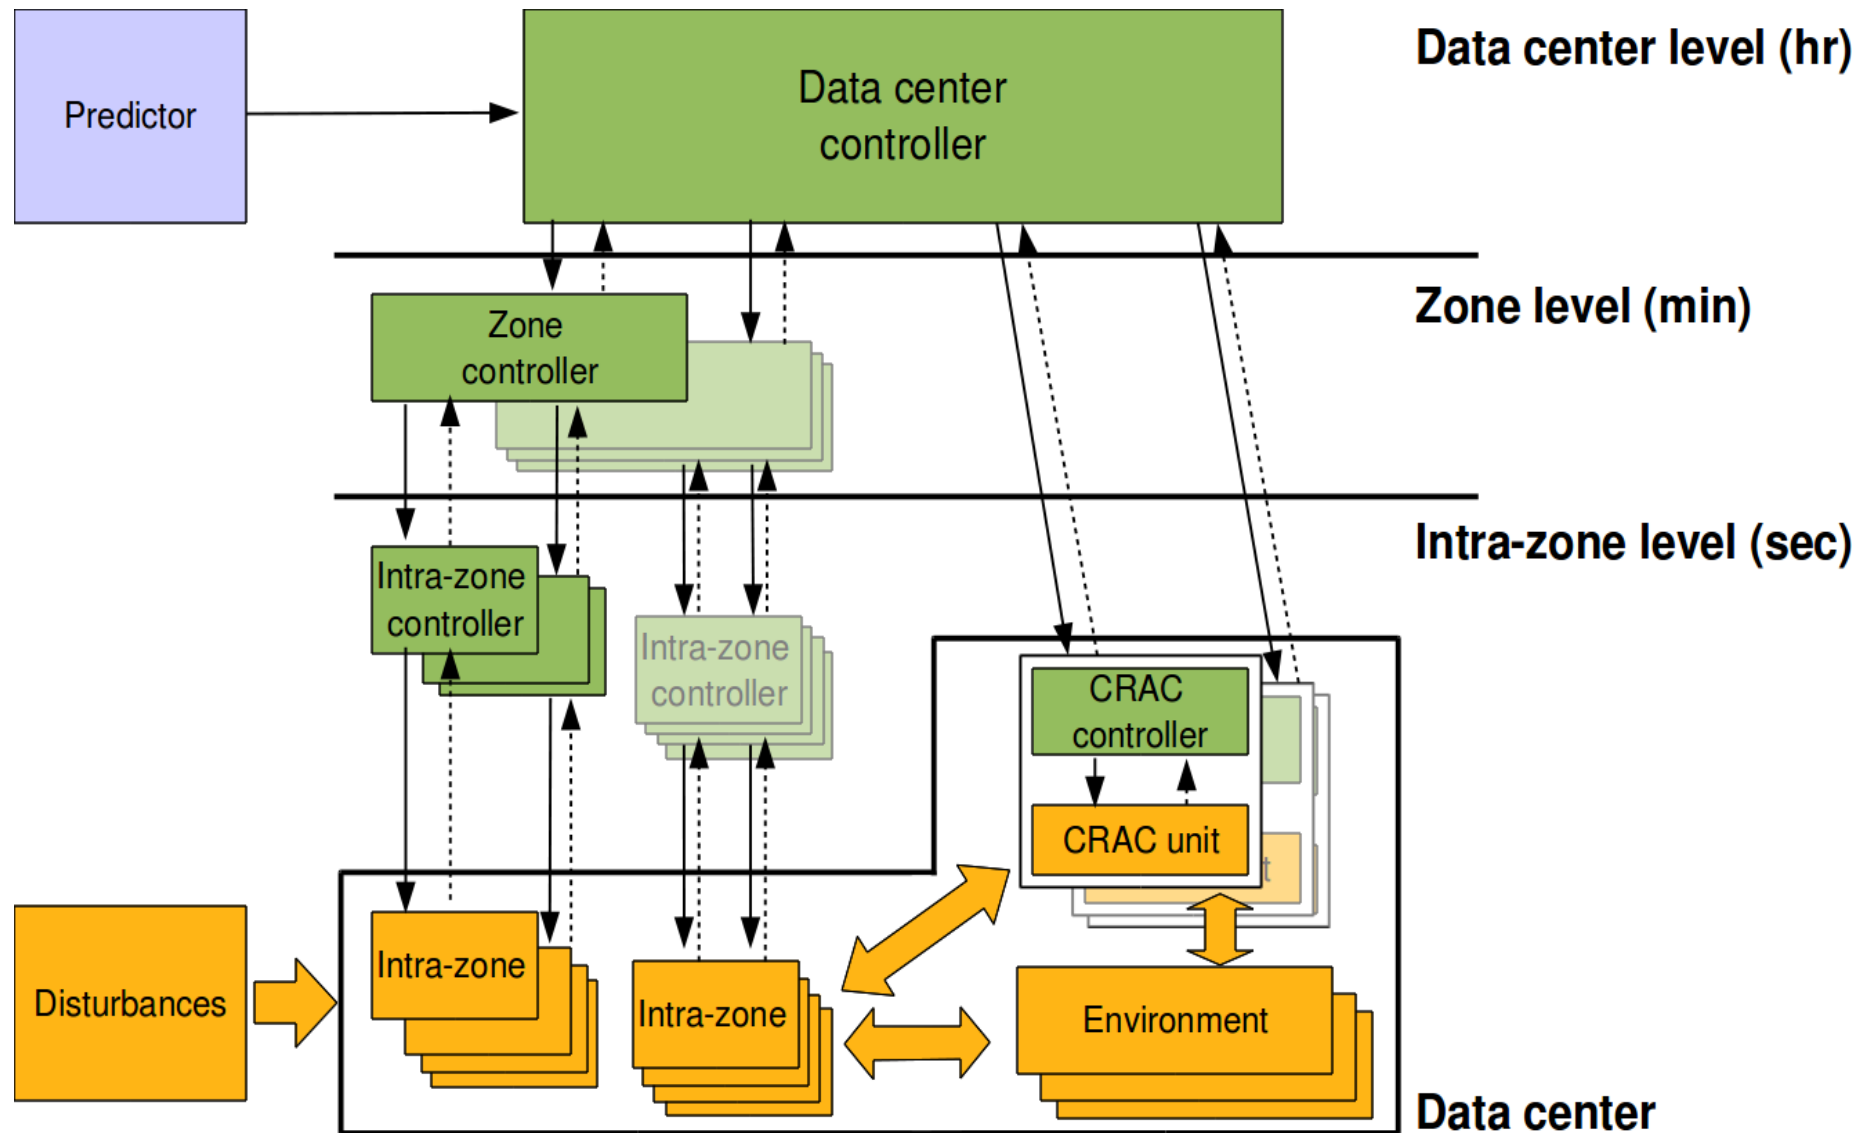 Data center level (hr)
Predictor
Data center
controller
Zone level (min)
Zone
controller
Intra-zone level (sec)
Intra-zone
controller
Intra-zone
controller
CRAC
controller
CRAC unit
t
Intra-zone
Disturbances
Intra-zone
Environment
Data center